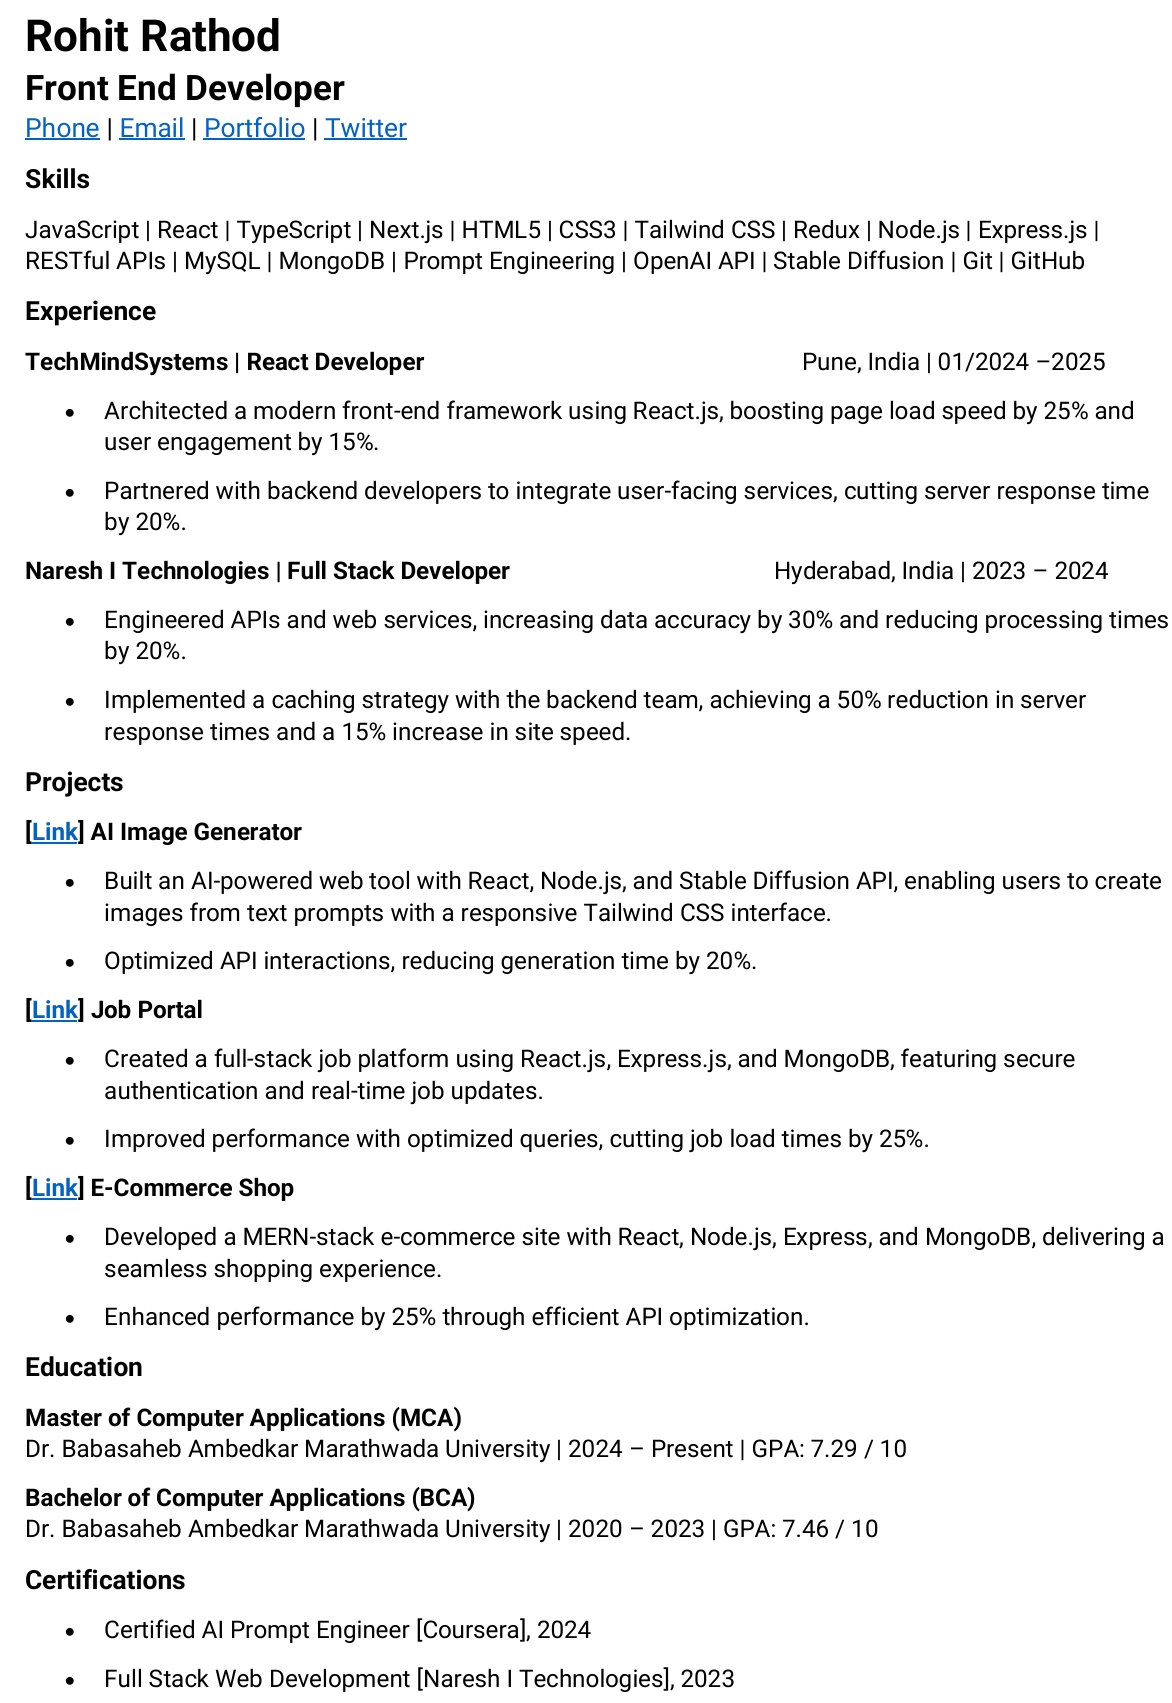 Rohit Rathod
Front End Developer
Phone | Email | Portfolio | Twitter
Skills
JavaScript | React | TypeScript | Next.js | HTML5 | CSS3 | Tailwind CSS | Redux | Node.js | Express.js |
RESTful APIs | MySQL | MongoDB | Prompt Engineering | OpenAI API | Stable Diffusion | Git | GitHub
Experience
TechMindSystems | React Developer Pune, India | 01/2024 –2025
• Architected a modern front-end framework using React.js, boosting page load speed by 25% and
user engagement by 15%.
• Partnered with backend developers to integrate user-facing services, cutting server response time
by 20%.
Naresh I Technologies | Full Stack Developer Hyderabad, India | 2023 – 2024
• Engineered APIs and web services, increasing data accuracy by 30% and reducing processing times
by 20%.
• Implemented a caching strategy with the backend team, achieving a 50% reduction in server
response times and a 15% increase in site speed.
Projects
[Link] AI Image Generator
• Built an AI-powered web tool with React, Node.js, and Stable Diffusion API, enabling users to create
images from text prompts with a responsive Tailwind CSS interface.
• Optimized API interactions, reducing generation time by 20%.
[Link] Job Portal
• Created a full-stack job platform using React.js, Express.js, and MongoDB, featuring secure
authentication and real-time job updates.
• Improved performance with optimized queries, cutting job load times by 25%.
[Link] E-Commerce Shop
• Developed a MERN-stack e-commerce site with React, Node.js, Express, and MongoDB, delivering a
seamless shopping experience.
• Enhanced performance by 25% through efficient API optimization.
Education
Master of Computer Applications (MCA)
Dr. Babasaheb Ambedkar Marathwada University | 2024 – Present | GPA: 7.29 / 10
Bachelor of Computer Applications (BCA)
Dr. Babasaheb Ambedkar Marathwada University | 2020 – 2023 | GPA: 7.46 / 10
Certifications
• Certified AI Prompt Engineer [Coursera], 2024
• Full Stack Web Development [Naresh I Technologies], 2023